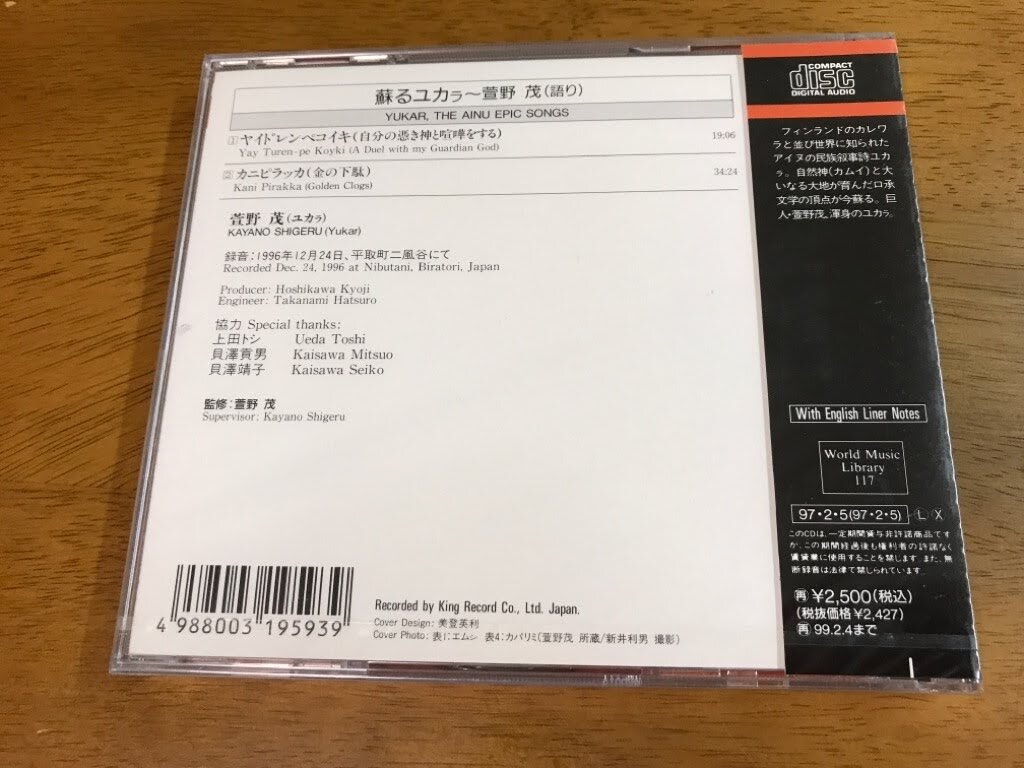 蘇るユカㇻ〜萱野 茂(語り)
YUKAR, THE AINU EPIC SONGS
1 ヤイドレンペコイキ(自分の憑き神と喧嘩をする) 19:06
Yay Turen-pe Koyki (A Duel with my Guardian God)
2 カニピラッカ(金の下駄) 34:24
Kani Pirakka (Golden Clogs)
萱野 茂(ユカㇻ)
KAYANO SHIGERU (Yukar)
録音:1996年12月24日、平取町二風谷にて
Recorded Dec. 24, 1996 at Nibutani, Biratori, Japan
Producer: Hoshikawa Kyoji
Engineer: Takanami Hatsuro
協力 Special thanks:
上田トシ Ueda Toshi
貝澤貢男 Kaisawa Mitsuo
貝澤靖子 Kaisawa Seiko
監修:萱野 茂
Supervisor: Kayano Shigeru
4 988003 195939
Recorded by King Record Co., Ltd. Japan.
Cover Design: 美登英利
Cover Photo: 表1:エムㇱ 表4:カパリミ(萱野茂 所蔵/新井利男 撮影)
COMPACT
disc
DIGITAL AUDIO
フィンランドのカレワ
ラと並び世界に知られた
アイヌの民族叙事詩ユカ
ㇻ。自然神(カムイ)と大
いなる大地が育んだ口承
文学の頂点が今蘇る。巨
人・萱野茂、渾身のユカㇻ。
With English Liner Notes
World Music
Library
117
97・2・5(97・2・5) L X
このCDは、一定期間貸与非許諾商品です
が、この期間経過後も権利者の許諾なく
賃貸業に使用することを禁じます。また、無
断録音は法律で禁じられています。
再 ¥2,500(税込)
(税抜価格¥2,427)
再 99.2.4まで